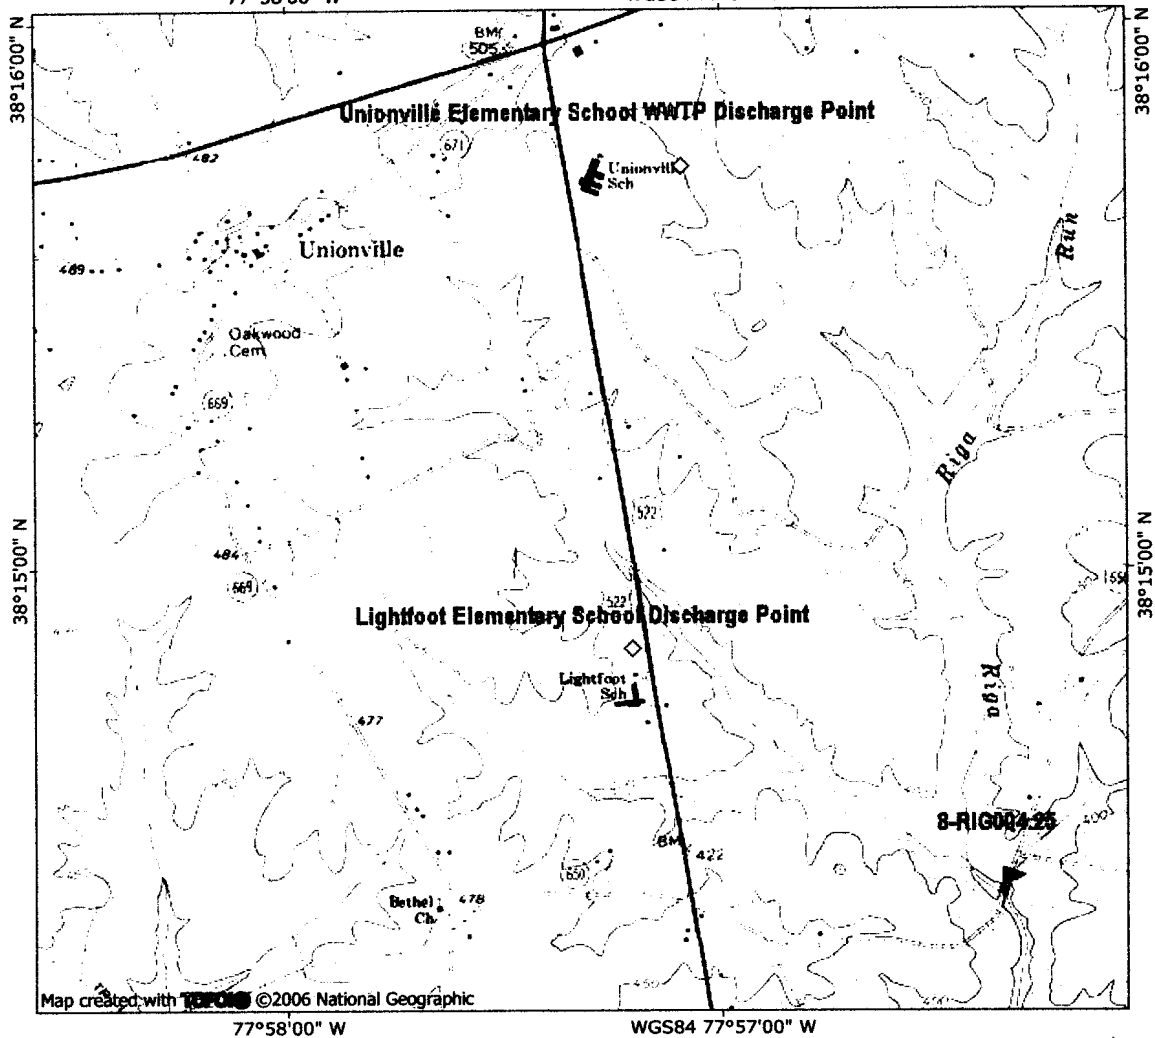 38°16'00" N
38°16'00" N
BM
505
Unionville Elementary School WWTP Discharge Point
671
482
Unionville
Sch
Run
Unionville
489
Oakwood
Cem
669
Riga
522
38°15'00" N
38°15'00" N
484
669
522
Lightfoot Elementary School Discharge Point
Lightfoot
Sch
Riga
477
8-RIG004.25
400
BM
422
650
Bethel
Ch
478
Map created with TOPO!® ©2006 National Geographic
77°58'00" W
WGS84 77°57'00" W